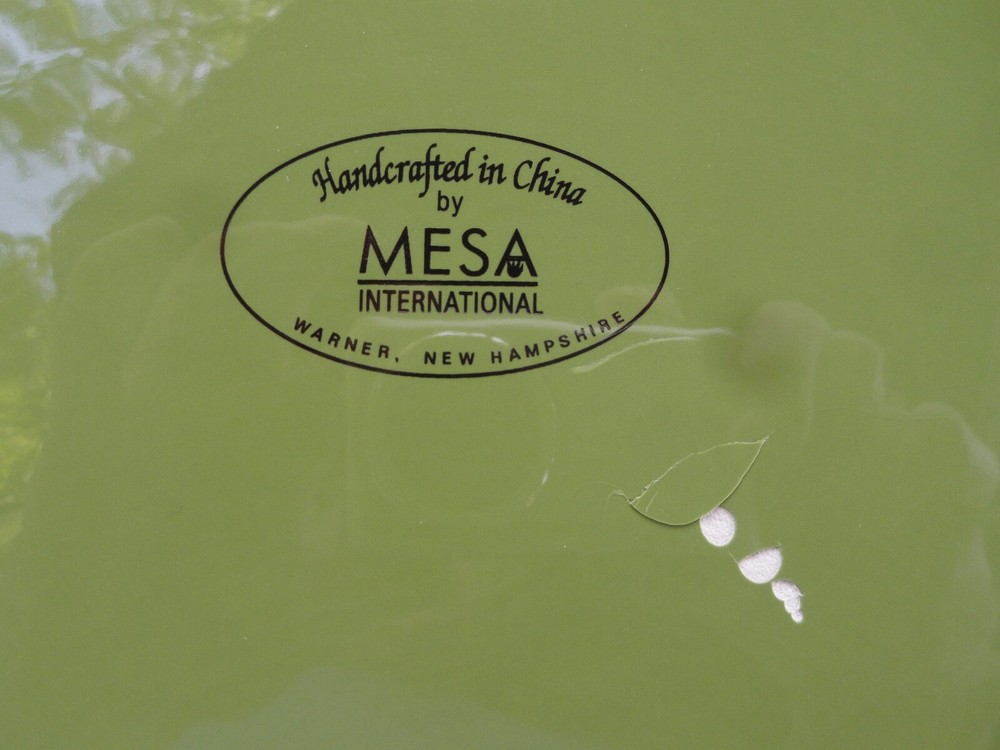 Handcrafted in China
by
MESA
INTERNATIONAL
WARNER, NEW HAMPSHIRE